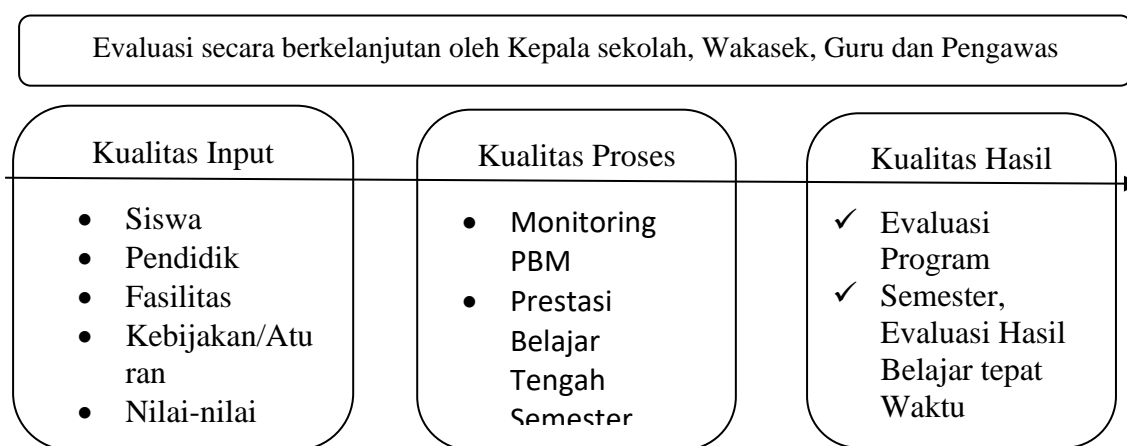 Evaluasi secara berkelanjutan oleh Kepala sekolah, Wakasek, Guru dan Pengawas
Kualitas Input
• Siswa
• Pendidik
• Fasilitas
• Kebijakan/Atu
ran
• Nilai-nilai
Kualitas Proses
• Monitoring
PBM
• Prestasi
Belajar
Tengah
Semester
Kualitas Hasil
✓ Evaluasi
Program
✓ Semester,
Evaluasi Hasil
Belajar tepat
Waktu